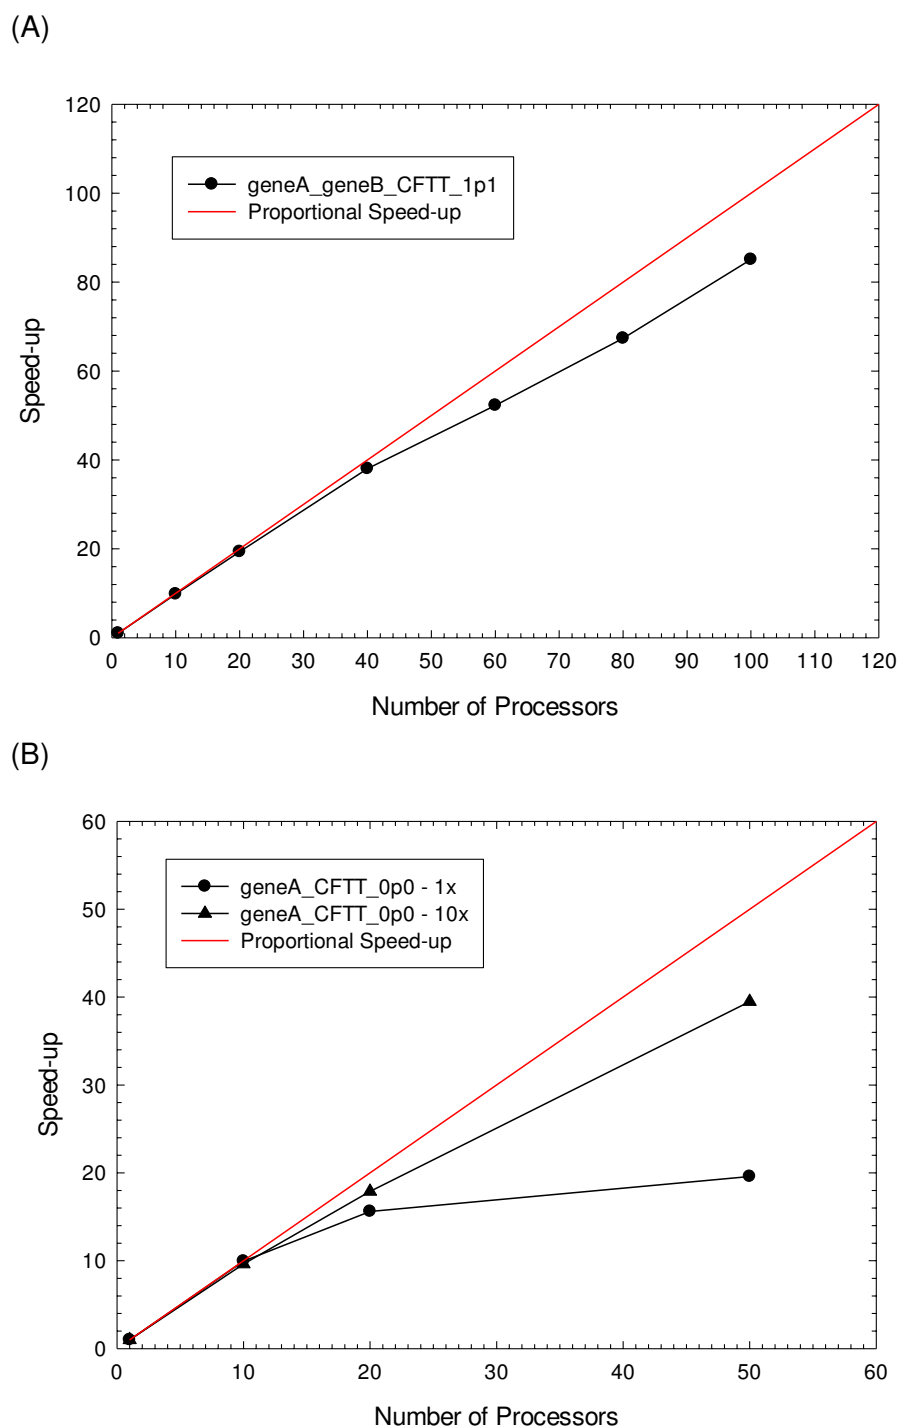 (A)
120
100
80
60
40
20
0
geneA_geneB_CFTT_1p1
Proportional Speed-up
Speed-up
0 10 20 30 40 50 60 70 80 90 100 110 120
Number of Processors
(B)
60
50
40
30
20
10
0
geneA_CFTT_0p0 - 1x
geneA_CFTT_0p0 - 10x
Proportional Speed-up
Speed-up
0 10 20 30 40 50 60
Number of Processors